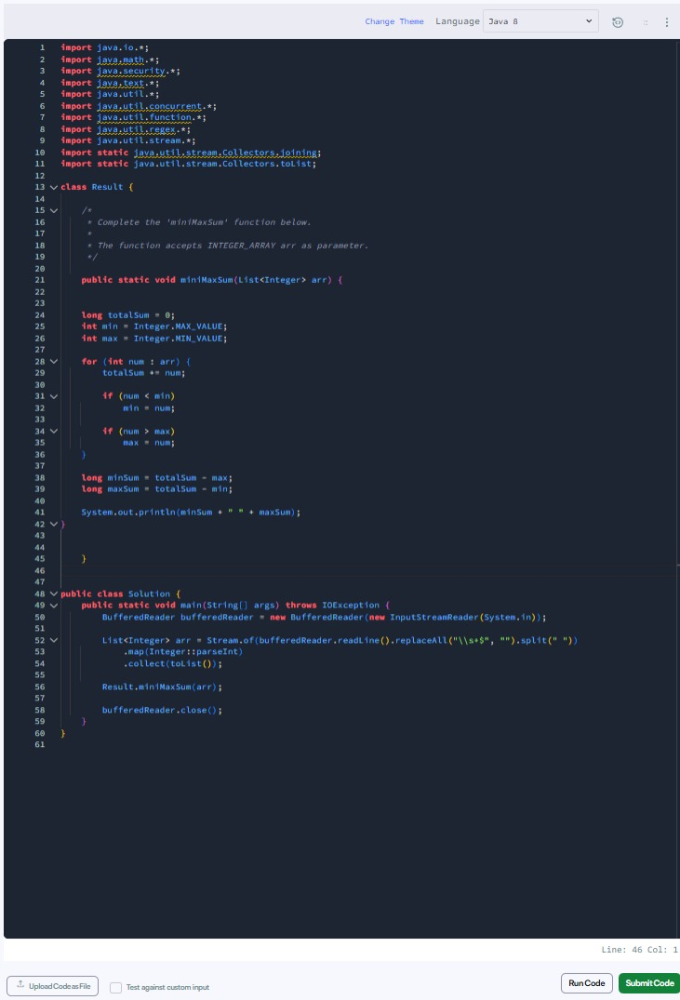 Change Theme Language Java 8
1 import java.io.*;
2 import java.math.*;
3 import java.security.*;
4 import java.text.*;
5 import java.util.*;
6 import java.util.concurrent.*;
7 import java.util.function.*;
8 import java.util.regex.*;
9 import java.util.stream.*;
10 import static java.util.stream.Collectors.joining;
11 import static java.util.stream.Collectors.toList;
12
13 class Result {
14
15     /*
16      * Complete the 'miniMaxSum' function below.
17      *
18      * The function accepts INTEGER_ARRAY arr as parameter.
19      */
20
21     public static void miniMaxSum(List<Integer> arr) {
22
23
24     long totalSum = 0;
25     int min = Integer.MAX_VALUE;
26     int max = Integer.MIN_VALUE;
27
28     for (int num : arr) {
29         totalSum += num;
30
31         if (num < min)
32             min = num;
33
34         if (num > max)
35             max = num;
36     }
37
38     long minSum = totalSum - max;
39     long maxSum = totalSum - min;
40
41     System.out.println(minSum + " " + maxSum);
42 }
43
44
45     }
46
47
48 public class Solution {
49     public static void main(String[] args) throws IOException {
50         BufferedReader bufferedReader = new BufferedReader(new InputStreamReader(System.in));
51
52         List<Integer> arr = Stream.of(bufferedReader.readLine().replaceAll("\\s+$", "").split(" "))
53             .map(Integer::parseInt)
54             .collect(toList());
55
56         Result.miniMaxSum(arr);
57
58         bufferedReader.close();
59     }
60 }
61
Line: 46 Col: 1
Upload Code as File Test against custom input Run Code Submit Code